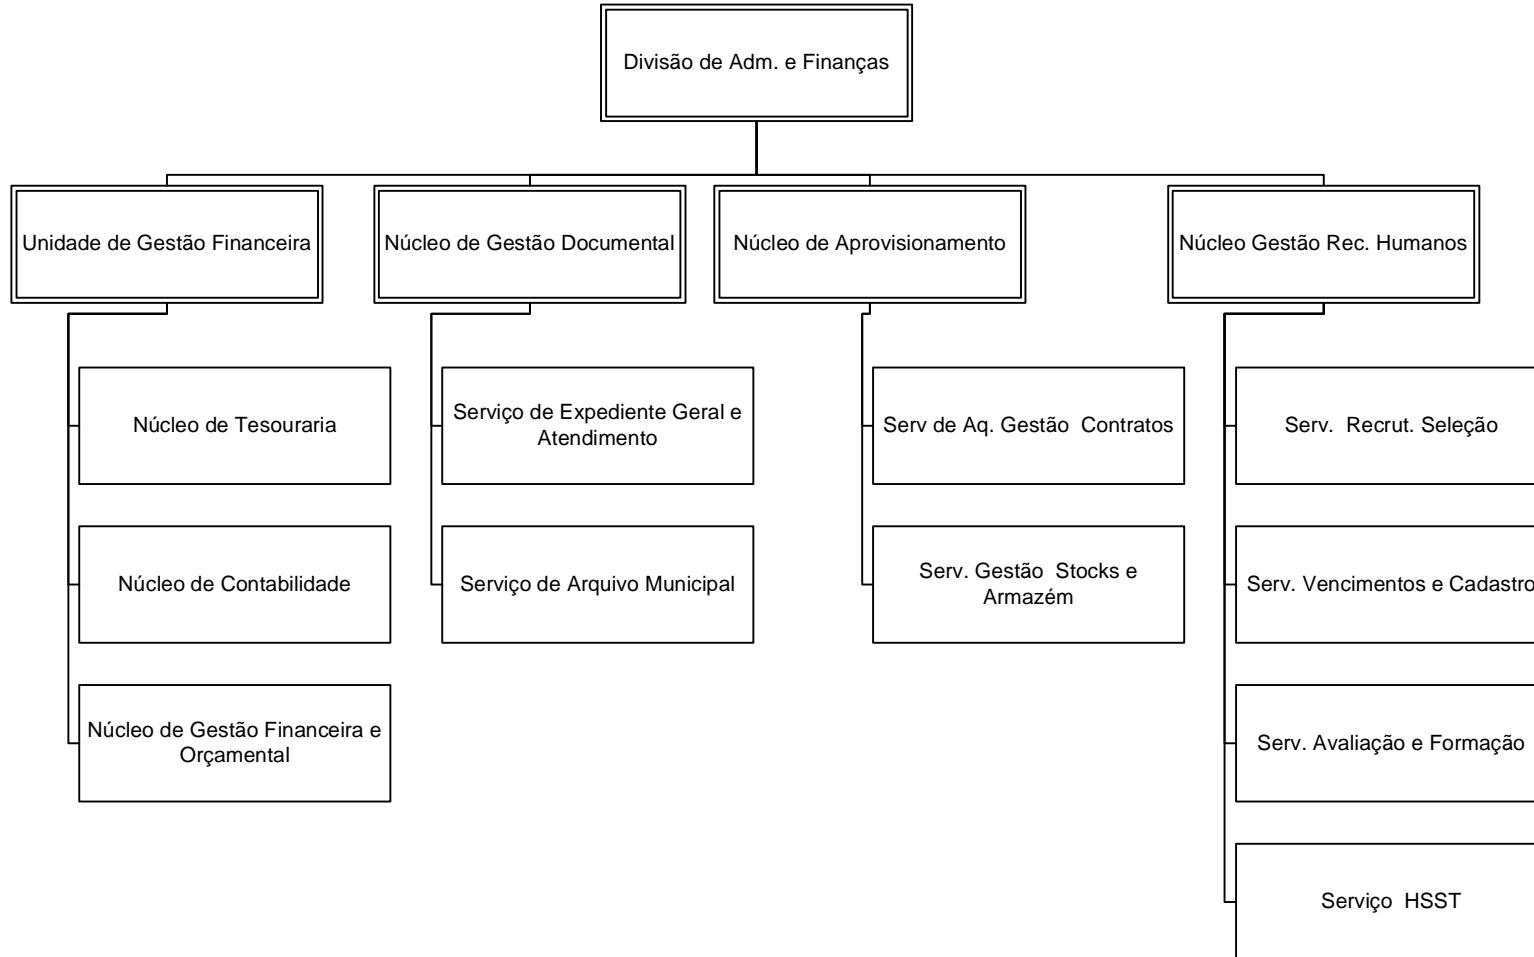 Divisão de Adm. e Finanças
Unidade de Gestão Financeira
Núcleo de Gestão Documental
Núcleo de Aprovisionamento
Núcleo Gestão Rec. Humanos
Núcleo de Tesouraria
Serviço de Expediente Geral e
Atendimento
Serv de Aq. Gestão  Contratos
Serv.  Recrut. Seleção
Núcleo de Contabilidade
Serviço de Arquivo Municipal
Serv. Gestão  Stocks e
Armazém
Serv. Vencimentos e Cadastro
Núcleo de Gestão Financeira e
Orçamental
Serv. Avaliação e Formação
Serviço  HSST